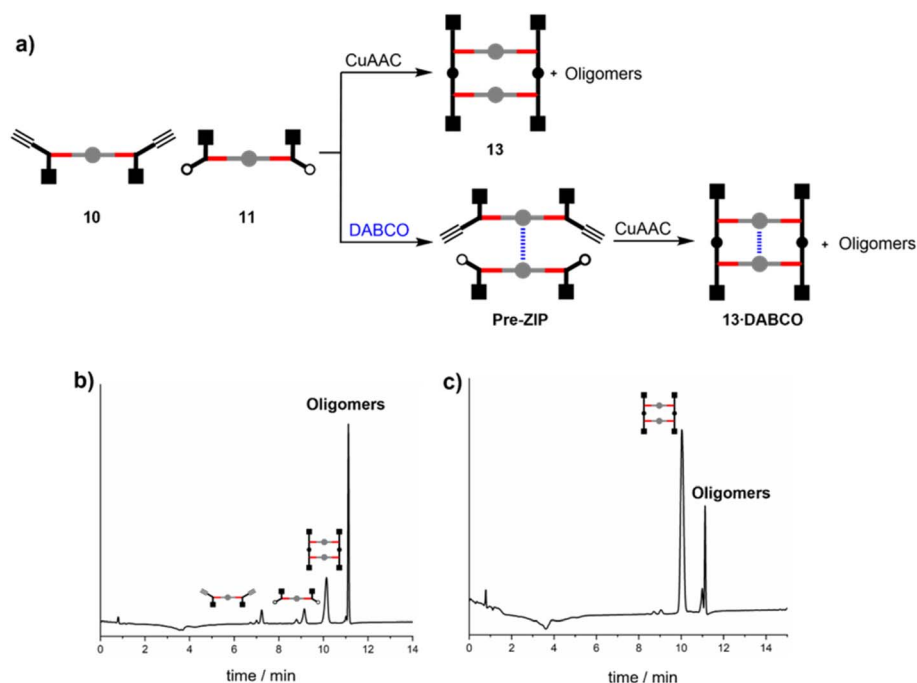 a)
CuAAC
+ Oligomers
13
10
11
DABCO
CuAAC
+ Oligomers
Pre-ZIP
13·DABCO
b)
Oligomers
0 2 4 6 8 10 12 14
time / min
c)
Oligomers
0 2 4 6 8 10 12 14
time / min